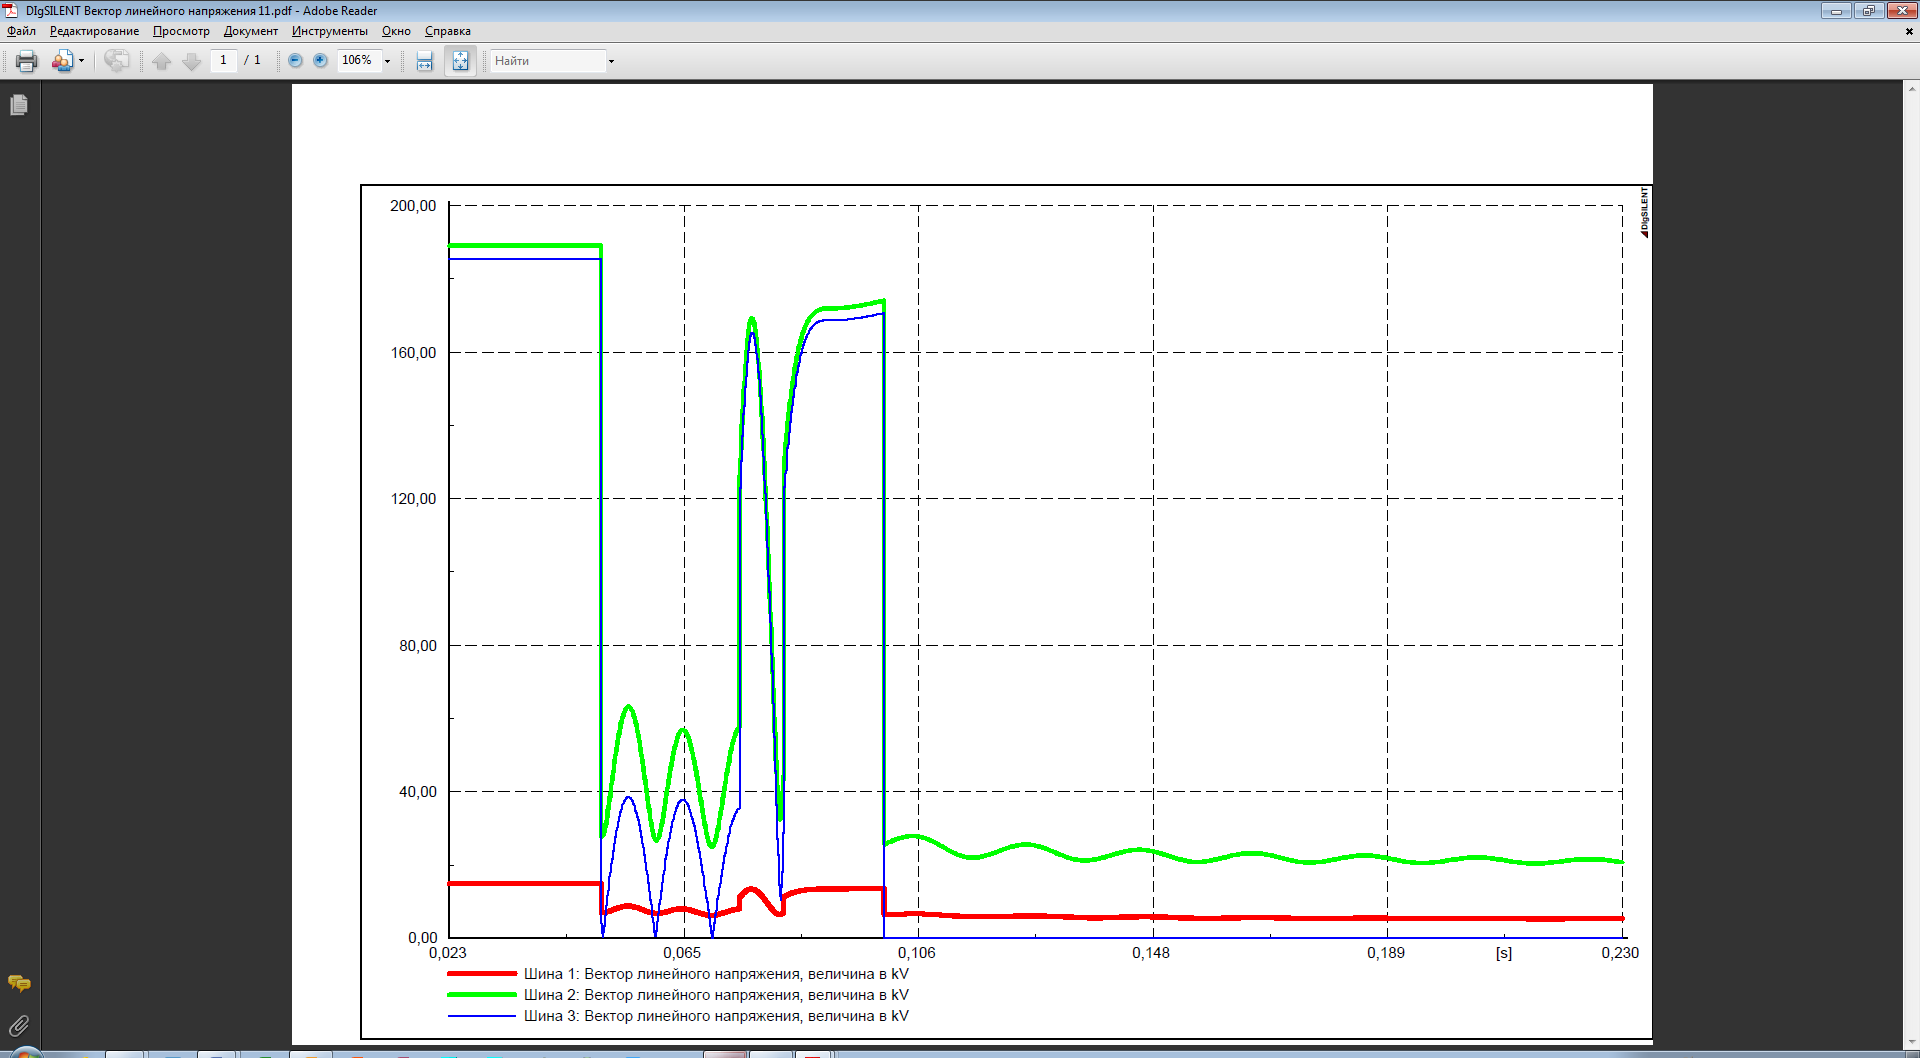 DIgSILENT Вектор линейного напряжения 11.pdf - Adobe Reader
Файл Редактирование Просмотр Документ Инструменты Окно Справка
1 / 1 106% Найти
DIgSILENT
200,00
160,00
120,00
80,00
40,00
0,00
0,023 0,065 0,106 0,148 0,189 [s] 0,230
Шина 1: Вектор линейного напряжения, величина в kV
Шина 2: Вектор линейного напряжения, величина в kV
Шина 3: Вектор линейного напряжения, величина в kV